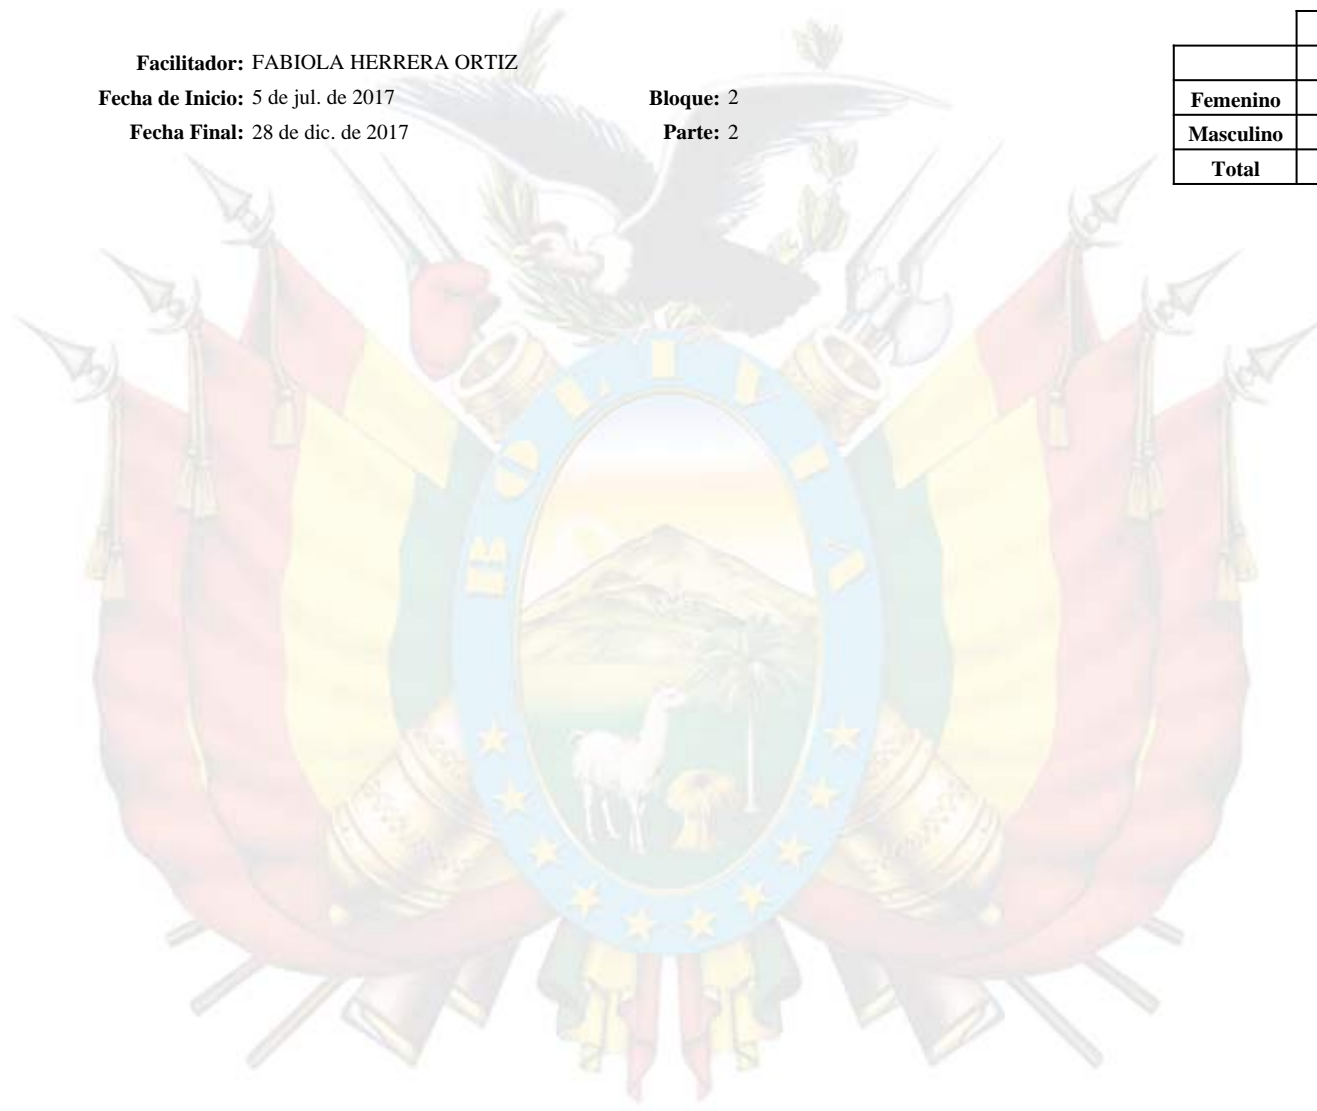 Facilitador: FABIOLA HERRERA ORTIZ
Fecha de Inicio: 5 de jul. de 2017 Bloque: 2
Fecha Final: 28 de dic. de 2017 Parte: 2
Femenino
Masculino
Total
BOLIVIA